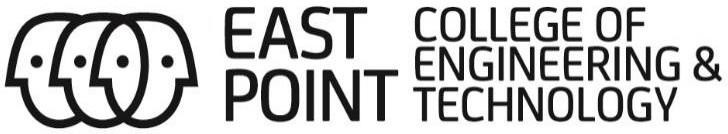 EAST
POINT
COLLEGE OF
ENGINEERING &
TECHNOLOGY